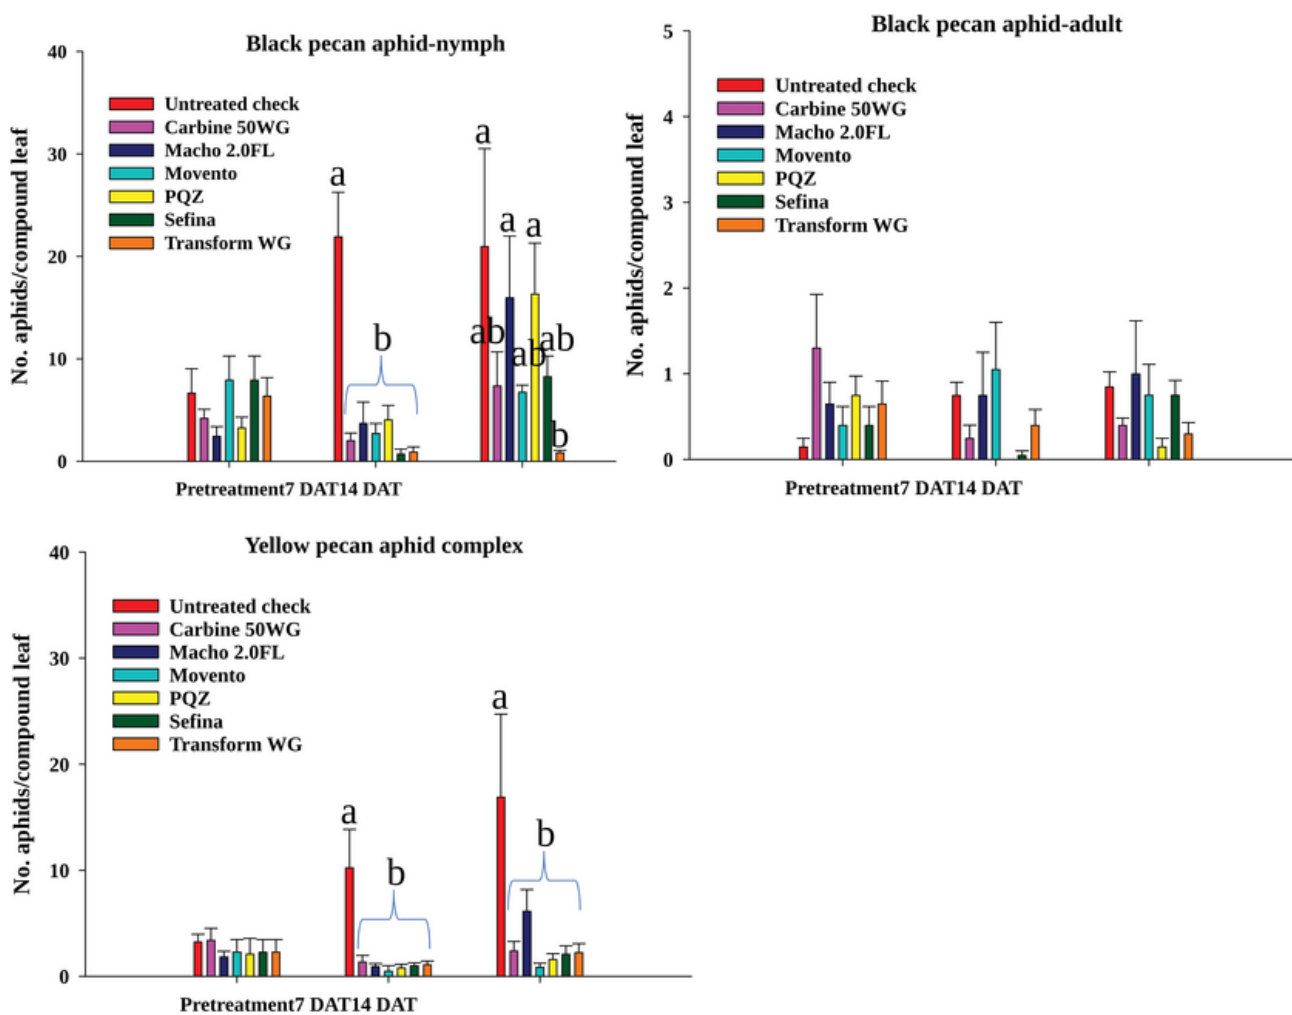 Black pecan aphid-nymph
40
30
20
10
0
No. aphids/compound leaf
Untreated check
Carbine 50WG
Macho 2.0FL
Movento
PQZ
Sefina
Transform WG
a
b
a
ab
a
ab
a
ab
b
Pretreatment7 DAT14 DAT
Black pecan aphid-adult
5
4
3
2
1
0
No. aphids/compound leaf
Untreated check
Carbine 50WG
Macho 2.0FL
Movento
PQZ
Sefina
Transform WG
Pretreatment7 DAT14 DAT
Yellow pecan aphid complex
40
30
20
10
0
No. aphids/compound leaf
Untreated check
Carbine 50WG
Macho 2.0FL
Movento
PQZ
Sefina
Transform WG
a
b
a
b
Pretreatment7 DAT14 DAT